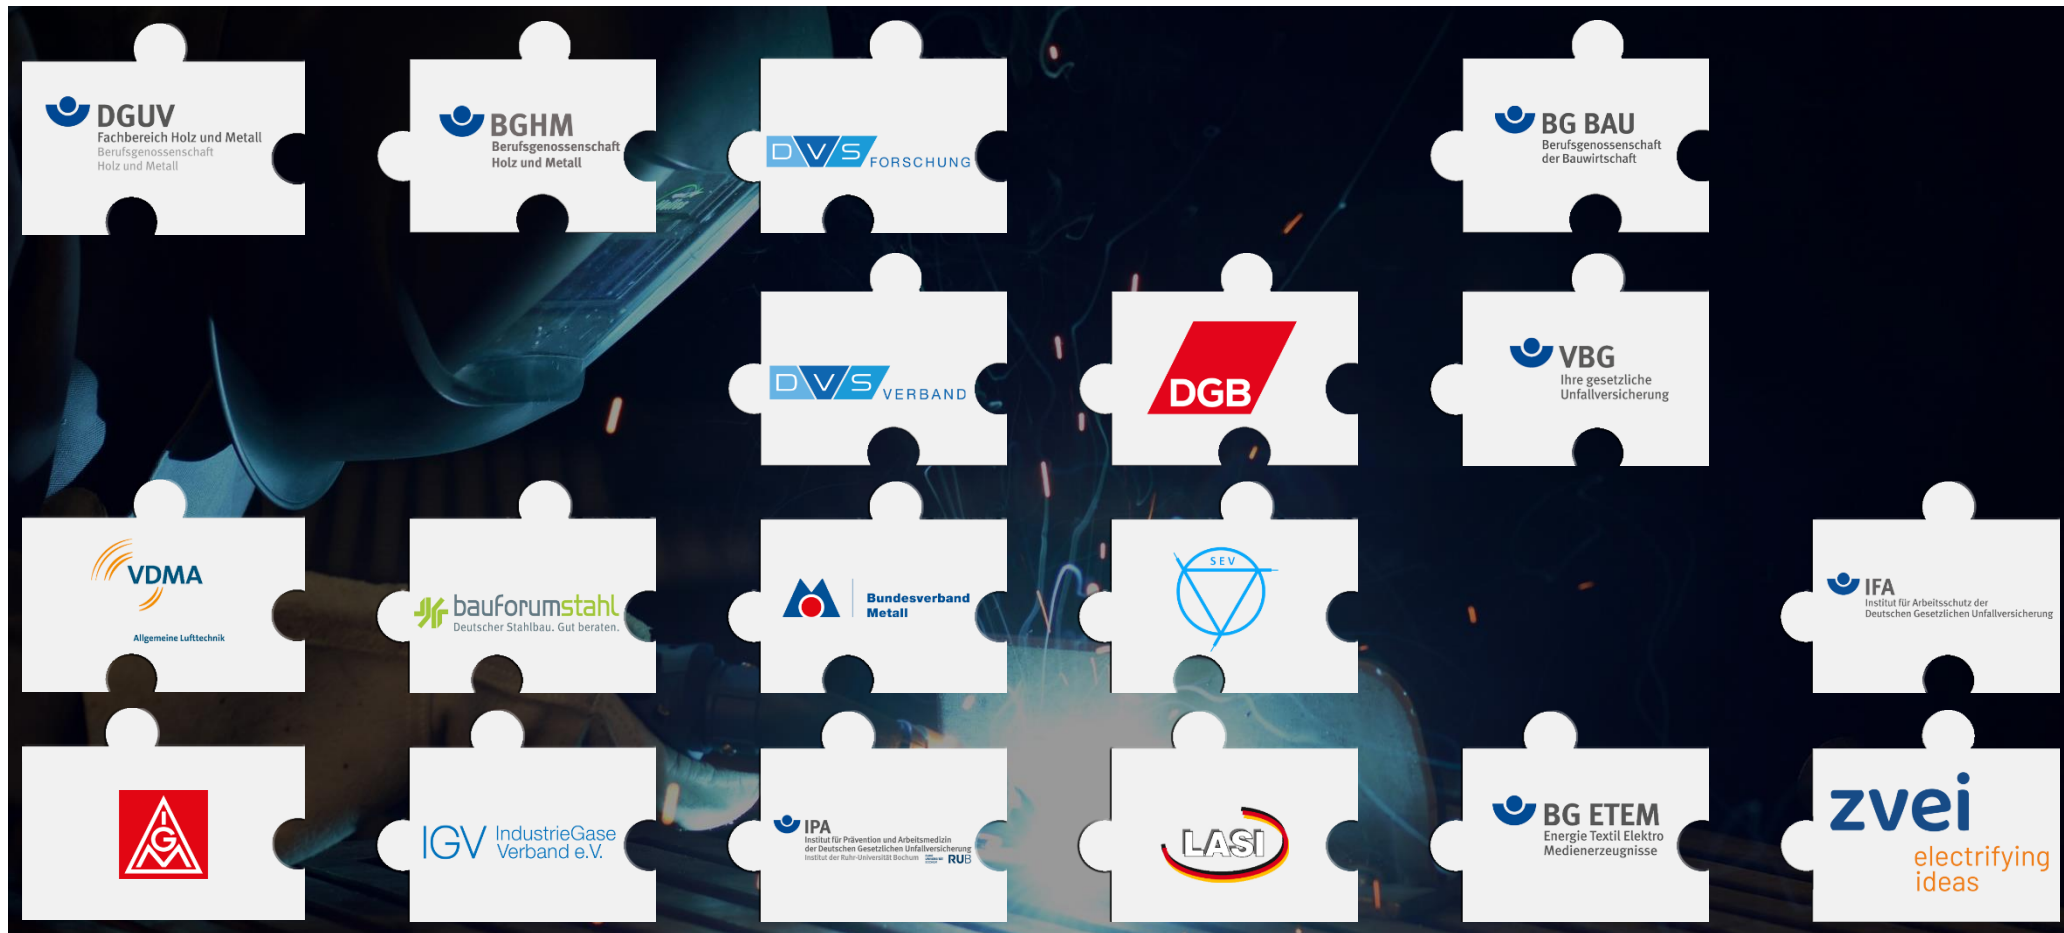 DGUV
Fachbereich Holz und Metall
Berufsgenossenschaft
Holz und Metall
BGHM
Berufsgenossenschaft
Holz und Metall
DVS FORSCHUNG
BG BAU
Berufsgenossenschaft
der Bauwirtschaft
DVS VERBAND
DGB
VBG
Ihre gesetzliche
Unfallversicherung
VDMA
Allgemeine Lufttechnik
bauforumstahl
Deutscher Stahlbau. Gut beraten.
Bundesverband
Metall
SEV
IFA
Institut für Arbeitsschutz der
Deutschen Gesetzlichen Unfallversicherung
IGM
IGV IndustrieGase
Verband e.V.
IPA
Institut für Prävention und Arbeitsmedizin
der Deutschen Gesetzlichen Unfallversicherung
Institut der Ruhr-Universität Bochum
RUB
LASI
BG ETEM
Energie Textil Elektro
Medienerzeugnisse
zvei
electrifying
ideas